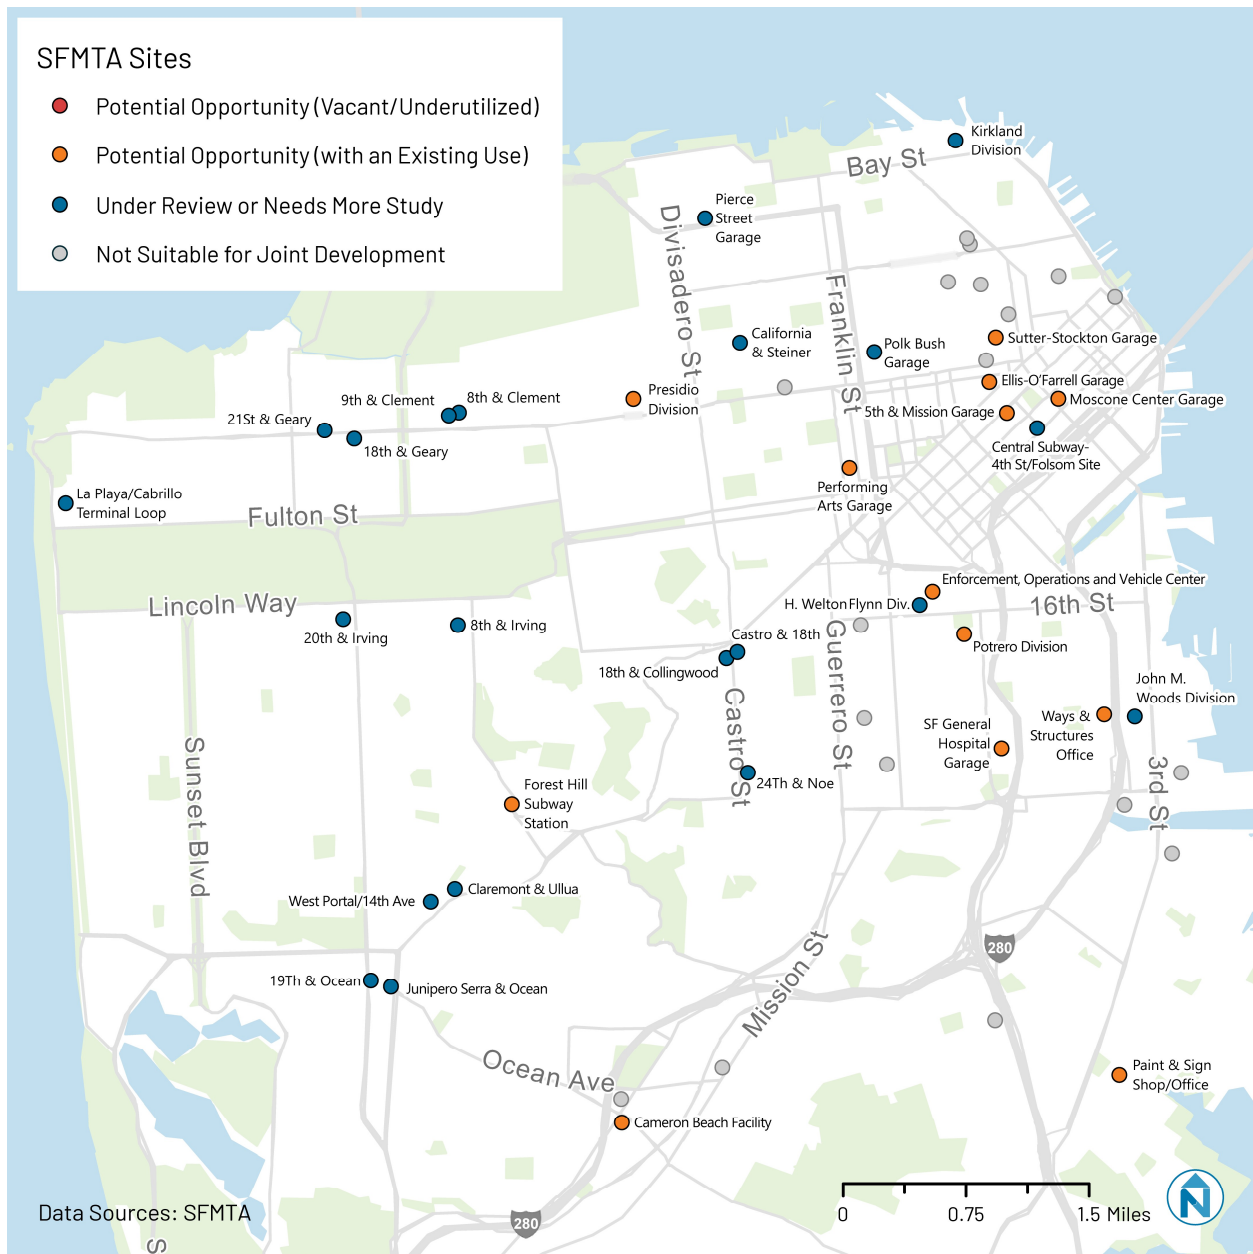 SFMTA Sites
Potential Opportunity (Vacant/Underutilized)
Potential Opportunity (with an Existing Use)
Under Review or Needs More Study
Not Suitable for Joint Development
Kirkland
Division
Bay St
Pierce
Street
Garage
Divisadero St
Franklin St
California
& Steiner
Polk Bush
Garage
Sutter-Stockton Garage
Ellis-O'Farrell Garage
Moscone Center Garage
5th & Mission Garage
Central Subway-
4th St/Folsom Site
Presidio
Division
9th & Clement
8th & Clement
21St & Geary
18th & Geary
La Playa/Cabrillo
Terminal Loop
Fulton St
Performing
Arts Garage
Lincoln Way
20th & Irving
8th & Irving
Enforcement, Operations and Vehicle Center
H. Welton Flynn Div.
16th St
Castro & 18th
18th & Collingwood
Guerrero St
Potrero Division
John M.
Woods Division
Ways &
Structures
Office
SF General
Hospital
Garage
Castro St
24Th & Noe
3rd St
Sunset Blvd
Forest Hill
Subway
Station
Claremont & Ullua
West Portal/14th Ave
19Th & Ocean
Junipero Serra & Ocean
280
Mission St
Ocean Ave
Paint & Sign
Shop/Office
Cameron Beach Facility
280
S
Data Sources: SFMTA
0 0.75 1.5 Miles
N